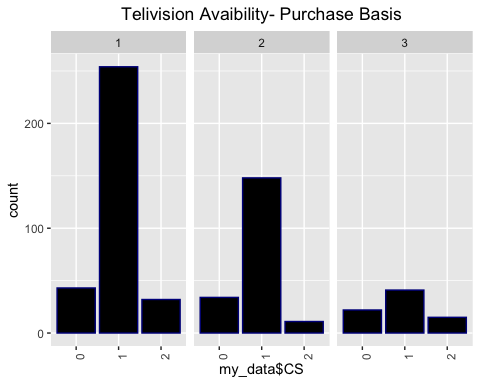 Telivision Avaibility- Purchase Basis
1 2 3
200
100
0
count
0 1 2 0 1 2 0 1 2
my_data$CS